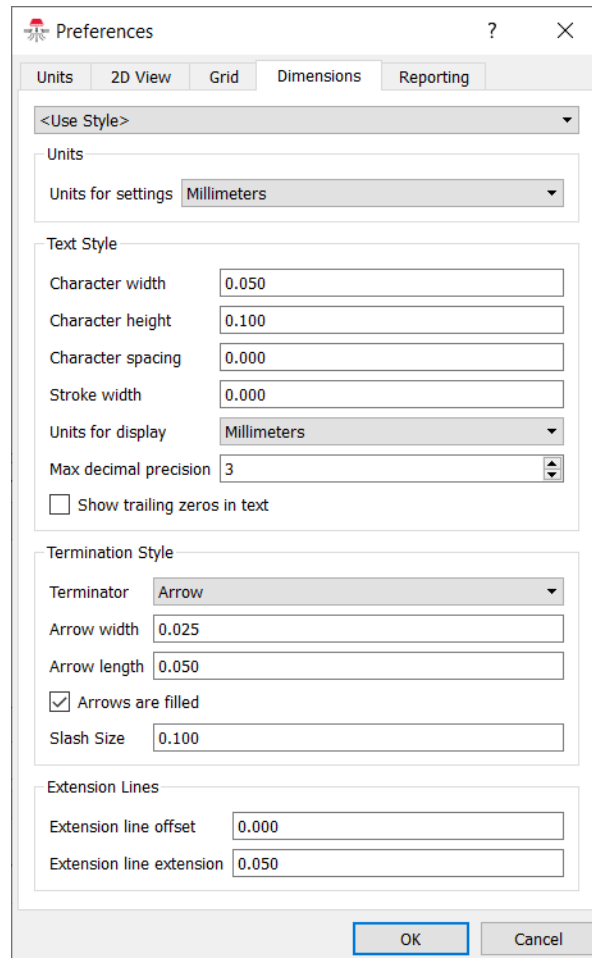 Preferences ?
Units 2D View Grid Dimensions Reporting
<Use Style>
Units
Units for settings Millimeters
Text Style
Character width 0.050
Character height 0.100
Character spacing 0.000
Stroke width 0.000
Units for display Millimeters
Max decimal precision 3
Show trailing zeros in text
Termination Style
Terminator Arrow
Arrow width 0.025
Arrow length 0.050
Arrows are filled
Slash Size 0.100
Extension Lines
Extension line offset 0.000
Extension line extension 0.050
OK Cancel